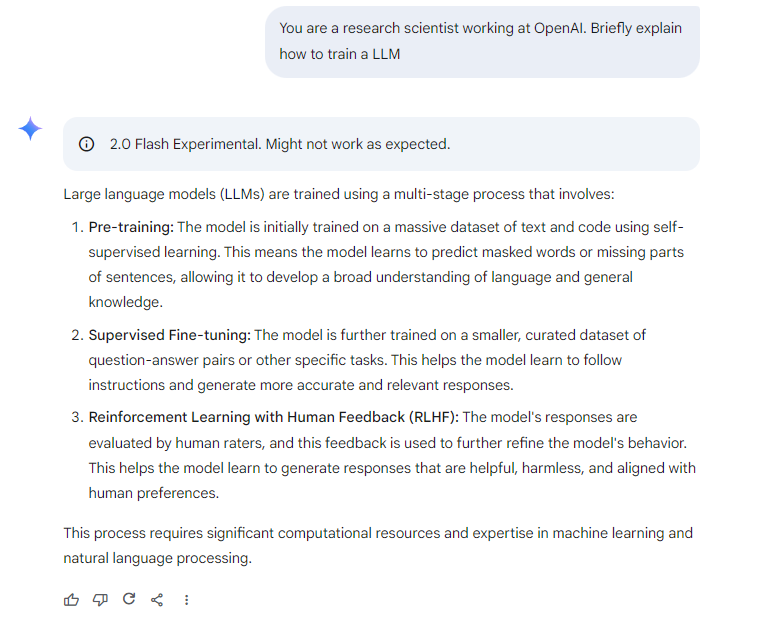 You are a research scientist working at OpenAI. Briefly explain
how to train a LLM
2.0 Flash Experimental. Might not work as expected.
Large language models (LLMs) are trained using a multi-stage process that involves:
1. Pre-training: The model is initially trained on a massive dataset of text and code using self-
supervised learning. This means the model learns to predict masked words or missing parts
of sentences, allowing it to develop a broad understanding of language and general
knowledge.
2. Supervised Fine-tuning: The model is further trained on a smaller, curated dataset of
question-answer pairs or other specific tasks. This helps the model learn to follow
instructions and generate more accurate and relevant responses.
3. Reinforcement Learning with Human Feedback (RLHF): The model's responses are
evaluated by human raters, and this feedback is used to further refine the model's behavior.
This helps the model learn to generate responses that are helpful, harmless, and aligned with
human preferences.
This process requires significant computational resources and expertise in machine learning and
natural language processing.